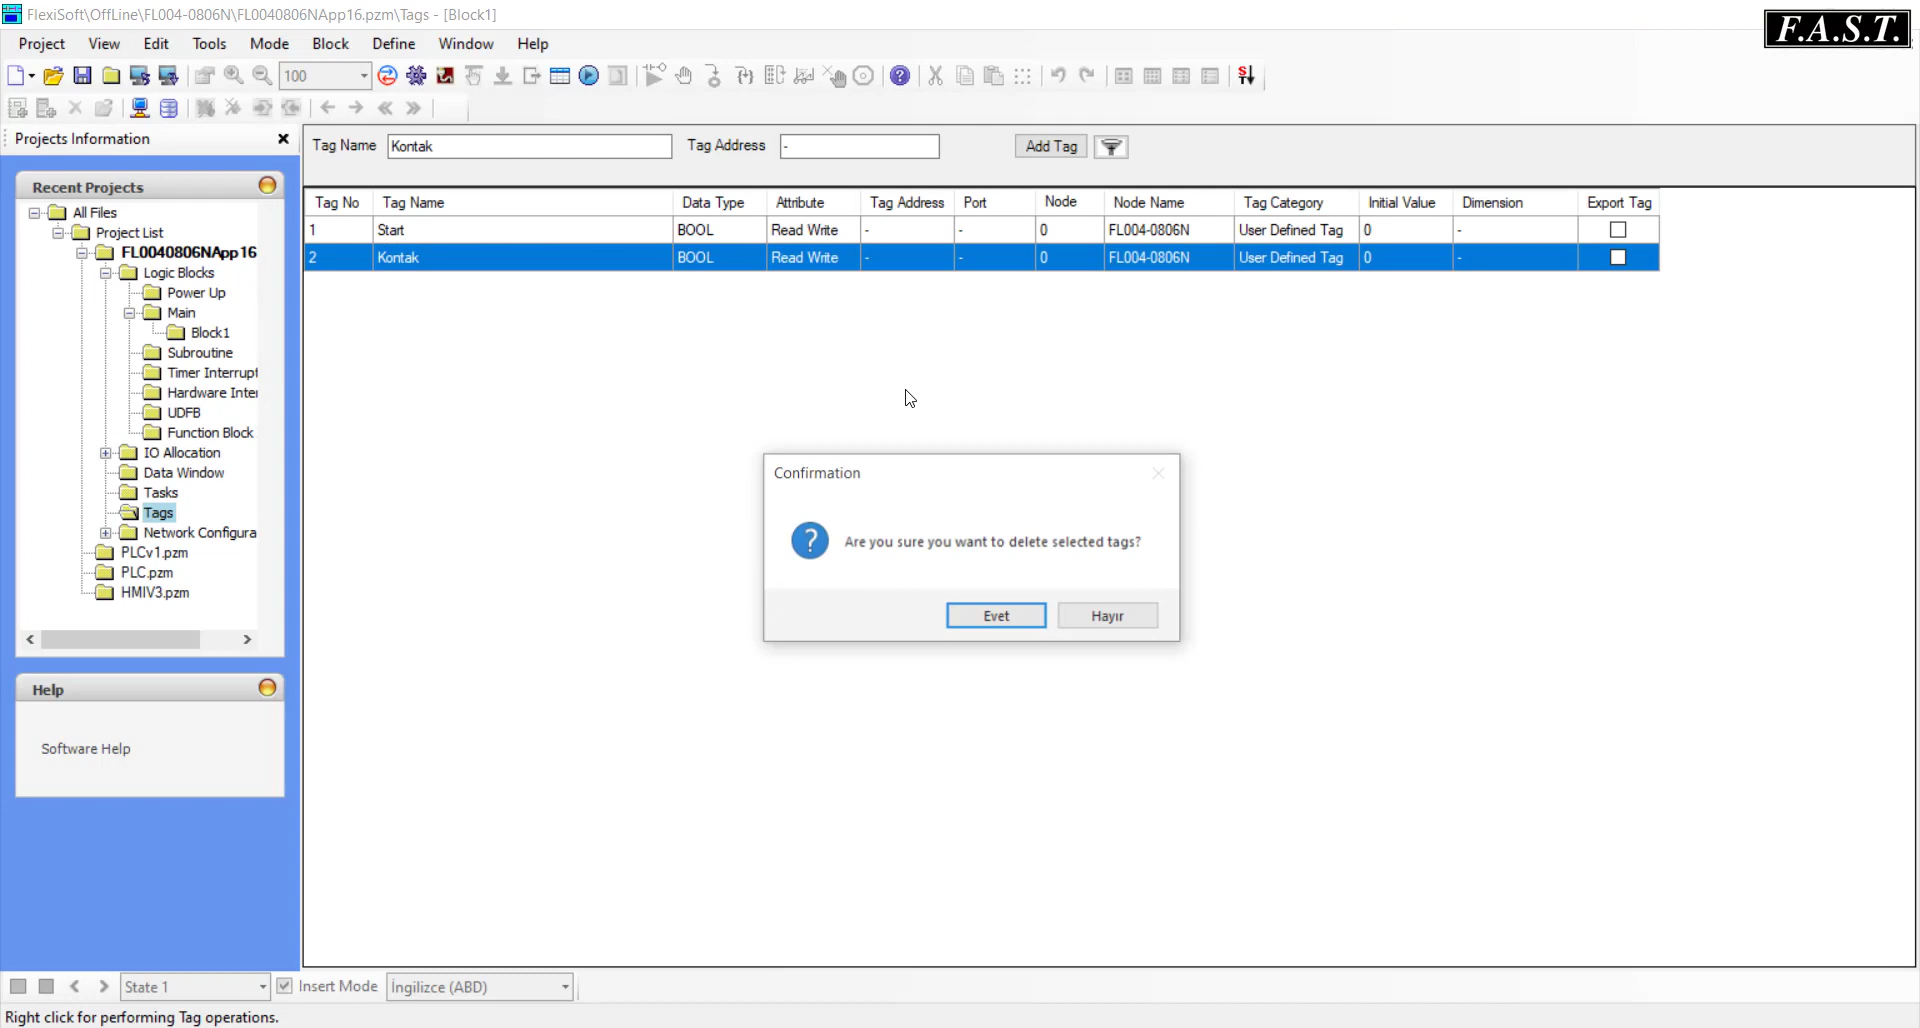 FlexiSoft\OffLine\FL004-0806N\FL0040806NApp16.pzm\Tags - [Block1]
F.A.S.T.
Project View Edit Tools Mode Block Define Window Help
100
Projects Information
Tag Name Kontak Tag Address - Add Tag
Recent Projects
All Files
Project List
FL0040806NApp16
Logic Blocks
Power Up
Main
Block1
Subroutine
Timer Interrupt
Hardware Inter
UDFB
Function Block
IO Allocation
Data Window
Tasks
Tags
Network Configura
PLCv1.pzm
PLC.pzm
HMIV3.pzm
Help
Software Help
Tag No Tag Name Data Type Attribute Tag Address Port Node Node Name Tag Category Initial Value Dimension Export Tag
1 Start BOOL Read Write - - 0 FL004-0806N User Defined Tag 0 -
2 Kontak BOOL Read Write - - 0 FL004-0806N User Defined Tag 0 -
Confirmation
Are you sure you want to delete selected tags?
Evet Hayır
State 1 Insert Mode İngilizce (ABD)
Right click for performing Tag operations.